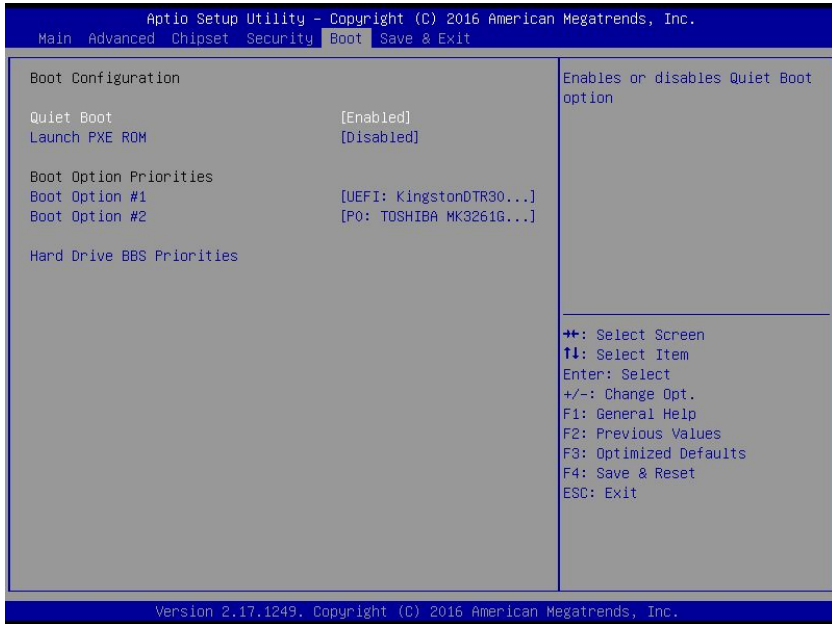 Aptio Setup Utility – Copyright (C) 2016 American Megatrends, Inc.
Main Advanced Chipset Security Boot Save & Exit
Boot Configuration
Quiet Boot [Enabled]
Launch PXE ROM [Disabled]
Boot Option Priorities
Boot Option #1 [UEFI: KingstonDTR30...]
Boot Option #2 [P0: TOSHIBA MK3261G...]
Hard Drive BBS Priorities
Enables or disables Quiet Boot
option
→←: Select Screen
↑↓: Select Item
Enter: Select
+/-: Change Opt.
F1: General Help
F2: Previous Values
F3: Optimized Defaults
F4: Save & Reset
ESC: Exit
Version 2.17.1249. Copyright (C) 2016 American Megatrends, Inc.